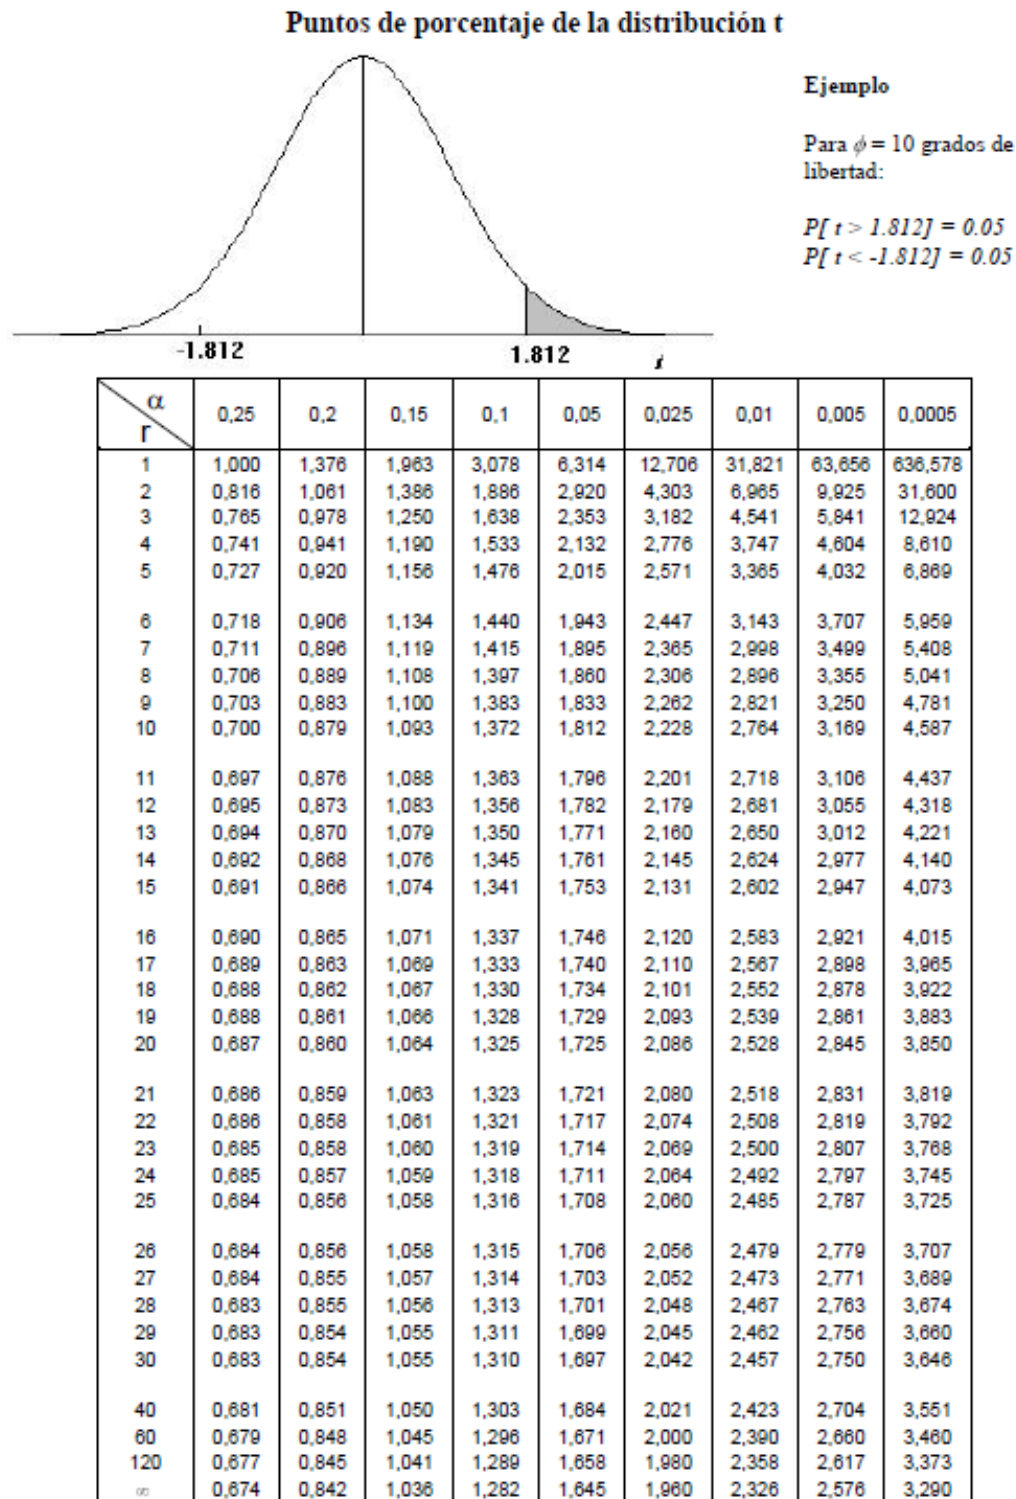 Puntos de porcentaje de la distribución t
Ejemplo
Para ϕ = 10 grados de
libertad:
P[ t > 1.812] = 0.05
P[ t < -1.812] = 0.05
-1.812 1.812 t
α
r 0,25 0,2 0,15 0,1 0,05 0,025 0,01 0,005 0,0005
1 1,000 1,376 1,963 3,078 6,314 12,706 31,821 63,656 636,578
2 0,816 1,061 1,386 1,886 2,920 4,303 6,965 9,925 31,600
3 0,765 0,978 1,250 1,638 2,353 3,182 4,541 5,841 12,924
4 0,741 0,941 1,190 1,533 2,132 2,776 3,747 4,604 8,610
5 0,727 0,920 1,156 1,476 2,015 2,571 3,365 4,032 6,869
6 0,718 0,906 1,134 1,440 1,943 2,447 3,143 3,707 5,959
7 0,711 0,896 1,119 1,415 1,895 2,365 2,998 3,499 5,408
8 0,706 0,889 1,108 1,397 1,860 2,306 2,896 3,355 5,041
9 0,703 0,883 1,100 1,383 1,833 2,262 2,821 3,250 4,781
10 0,700 0,879 1,093 1,372 1,812 2,228 2,764 3,169 4,587
11 0,697 0,876 1,088 1,363 1,796 2,201 2,718 3,106 4,437
12 0,695 0,873 1,083 1,356 1,782 2,179 2,681 3,055 4,318
13 0,694 0,870 1,079 1,350 1,771 2,160 2,650 3,012 4,221
14 0,692 0,868 1,076 1,345 1,761 2,145 2,624 2,977 4,140
15 0,691 0,866 1,074 1,341 1,753 2,131 2,602 2,947 4,073
16 0,690 0,865 1,071 1,337 1,746 2,120 2,583 2,921 4,015
17 0,689 0,863 1,069 1,333 1,740 2,110 2,567 2,898 3,965
18 0,688 0,862 1,067 1,330 1,734 2,101 2,552 2,878 3,922
19 0,688 0,861 1,066 1,328 1,729 2,093 2,539 2,861 3,883
20 0,687 0,860 1,064 1,325 1,725 2,086 2,528 2,845 3,850
21 0,686 0,859 1,063 1,323 1,721 2,080 2,518 2,831 3,819
22 0,686 0,858 1,061 1,321 1,717 2,074 2,508 2,819 3,792
23 0,685 0,858 1,060 1,319 1,714 2,069 2,500 2,807 3,768
24 0,685 0,857 1,059 1,318 1,711 2,064 2,492 2,797 3,745
25 0,684 0,856 1,058 1,316 1,708 2,060 2,485 2,787 3,725
26 0,684 0,856 1,058 1,315 1,706 2,056 2,479 2,779 3,707
27 0,684 0,855 1,057 1,314 1,703 2,052 2,473 2,771 3,689
28 0,683 0,855 1,056 1,313 1,701 2,048 2,467 2,763 3,674
29 0,683 0,854 1,055 1,311 1,699 2,045 2,462 2,756 3,660
30 0,683 0,854 1,055 1,310 1,697 2,042 2,457 2,750 3,646
40 0,681 0,851 1,050 1,303 1,684 2,021 2,423 2,704 3,551
60 0,679 0,848 1,045 1,296 1,671 2,000 2,390 2,660 3,460
120 0,677 0,845 1,041 1,289 1,658 1,980 2,358 2,617 3,373
∞ 0,674 0,842 1,036 1,282 1,645 1,960 2,326 2,576 3,290